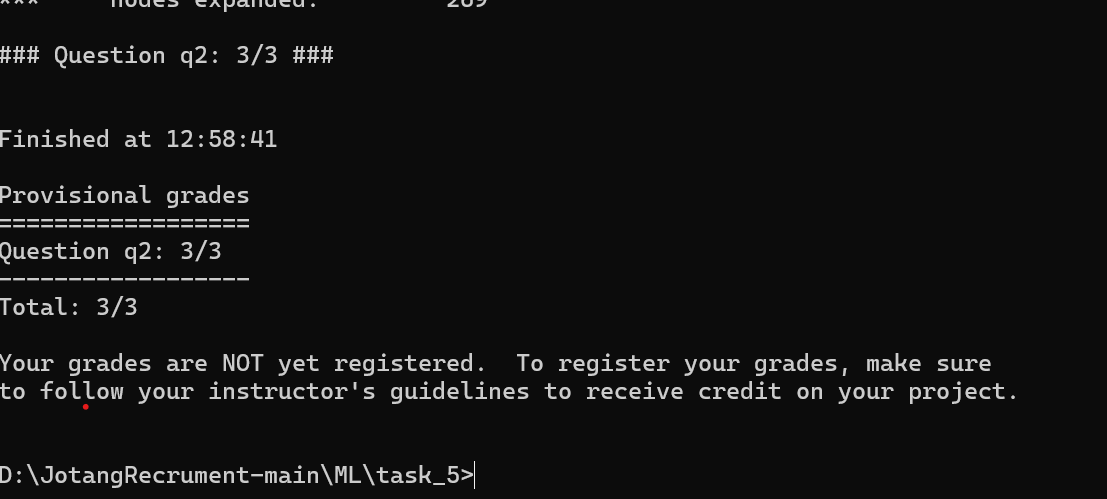 ***     nodes expanded:         269
### Question q2: 3/3 ###
Finished at 12:58:41
Provisional grades
==================
Question q2: 3/3
------------------
Total: 3/3
Your grades are NOT yet registered.  To register your grades, make sure
to follow your instructor's guidelines to receive credit on your project.
D:\JotangRecrument-main\ML\task_5>